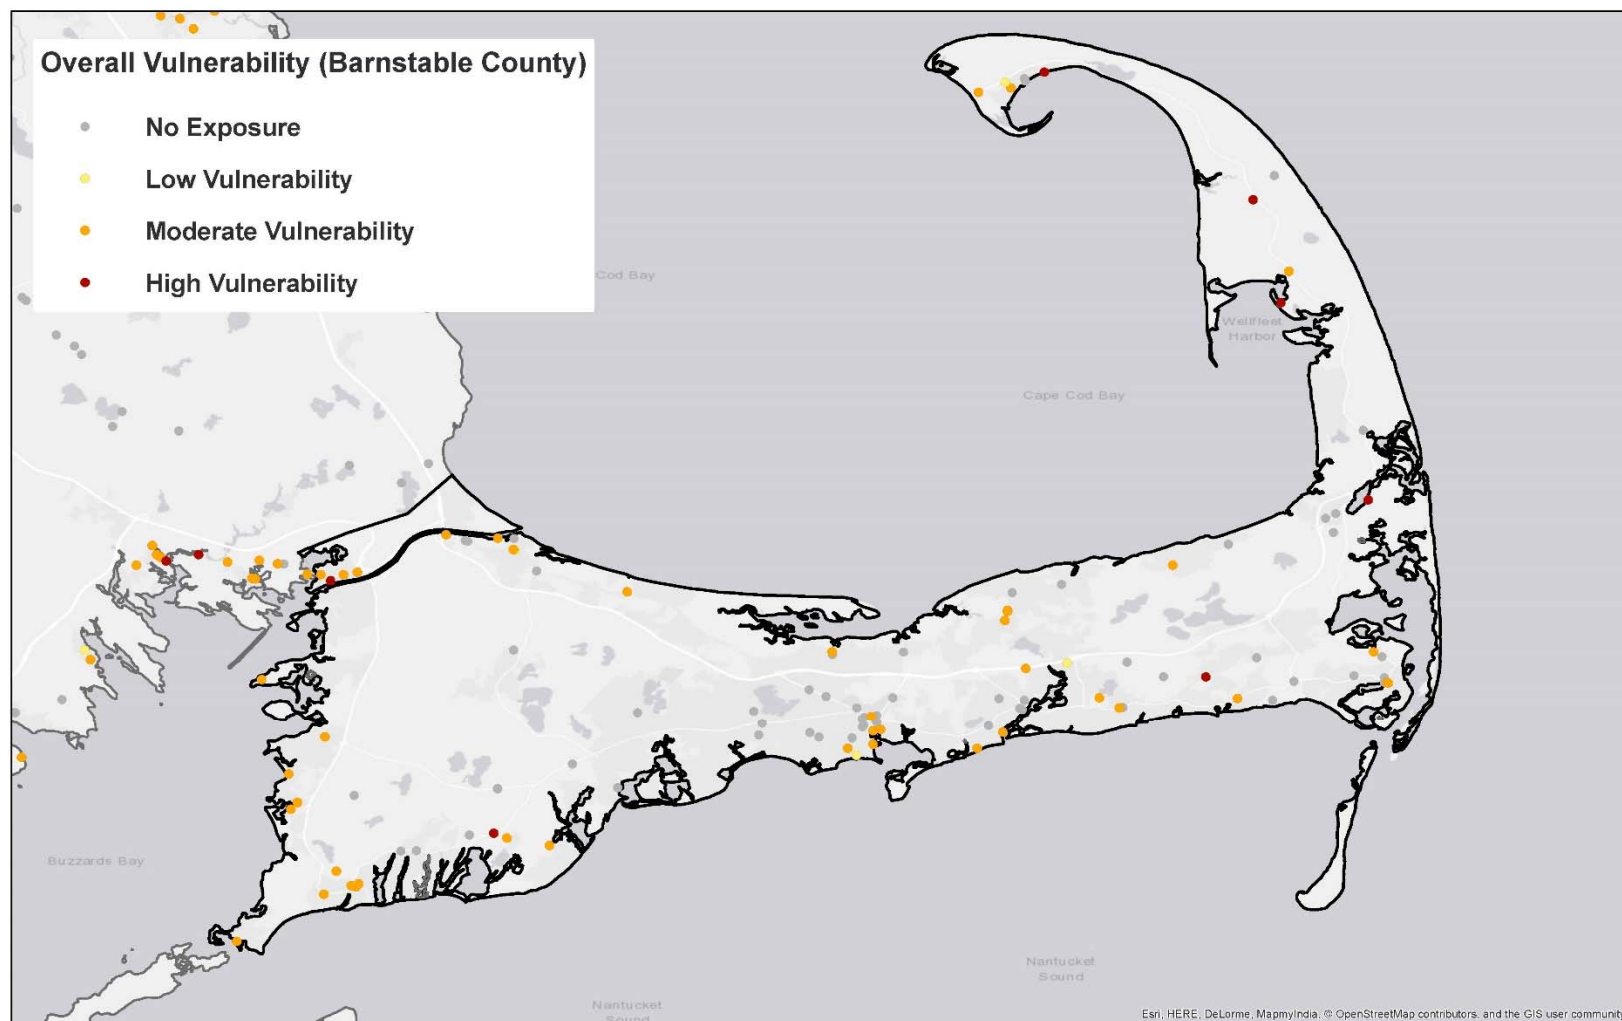 Overall Vulnerability (Barnstable County)
No Exposure
Low Vulnerability
Moderate Vulnerability
High Vulnerability
Cod Bay
Wellfleet
Harbor
Cape Cod Bay
Buzzards Bay
Nantucket
Sound
Nantucket
Sound
Esri, HERE, DeLorme, MapmyIndia, © OpenStreetMap contributors, and the GIS user communit